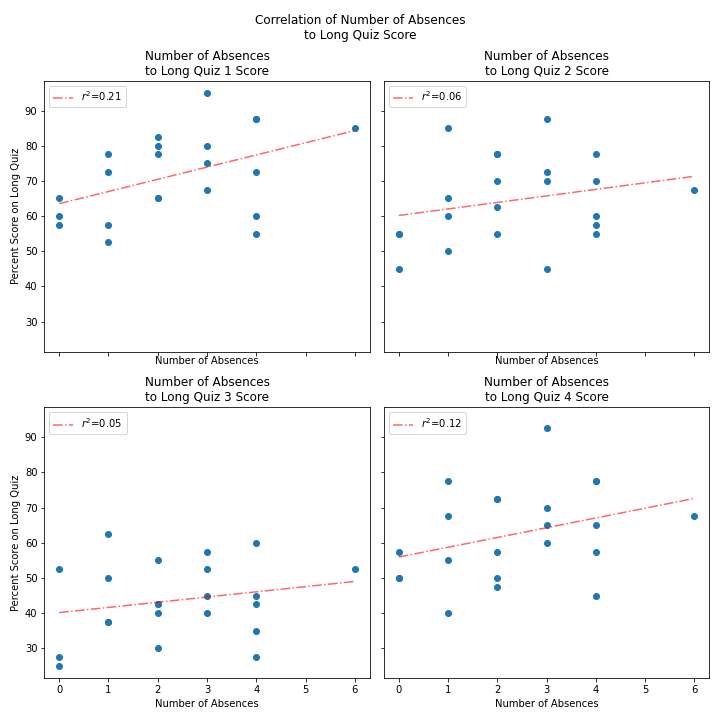 Correlation of Number of Absences
to Long Quiz Score
Number of Absences
to Long Quiz 1 Score
r²=0.21
90
80
70
60
50
40
30
Percent Score on Long Quiz
Number of Absences
Number of Absences
to Long Quiz 2 Score
r²=0.06
Number of Absences
Number of Absences
to Long Quiz 3 Score
r²=0.05
90
80
70
60
50
40
30
Percent Score on Long Quiz
0 1 2 3 4 5 6
Number of Absences
Number of Absences
to Long Quiz 4 Score
r²=0.12
0 1 2 3 4 5 6
Number of Absences